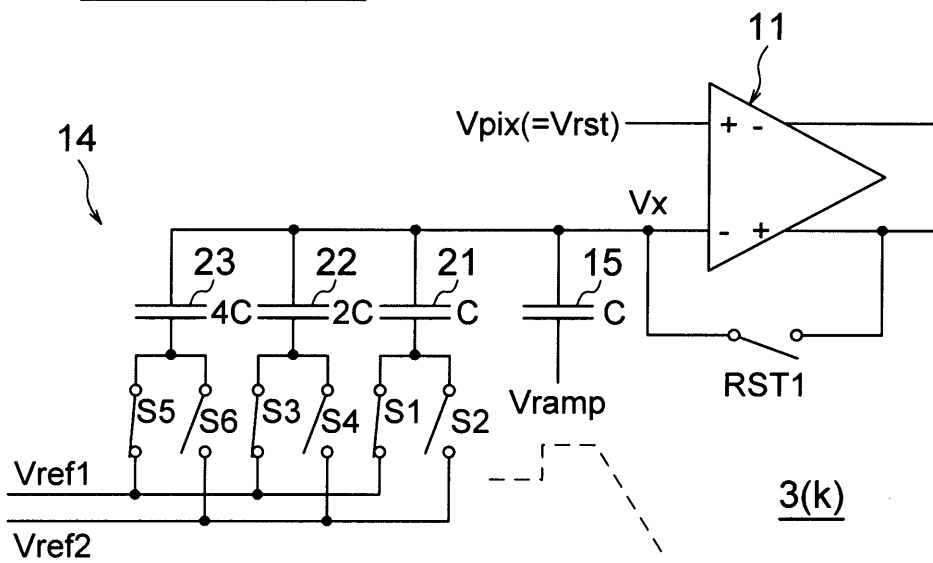 11
Vpix(=Vrst)
+ -
14
Vx
- +
23
22
21
15
4C
2C
C
C
RST1
Vramp
S5
S6
S3
S4
S1
S2
Vref1
3(k)
Vref2